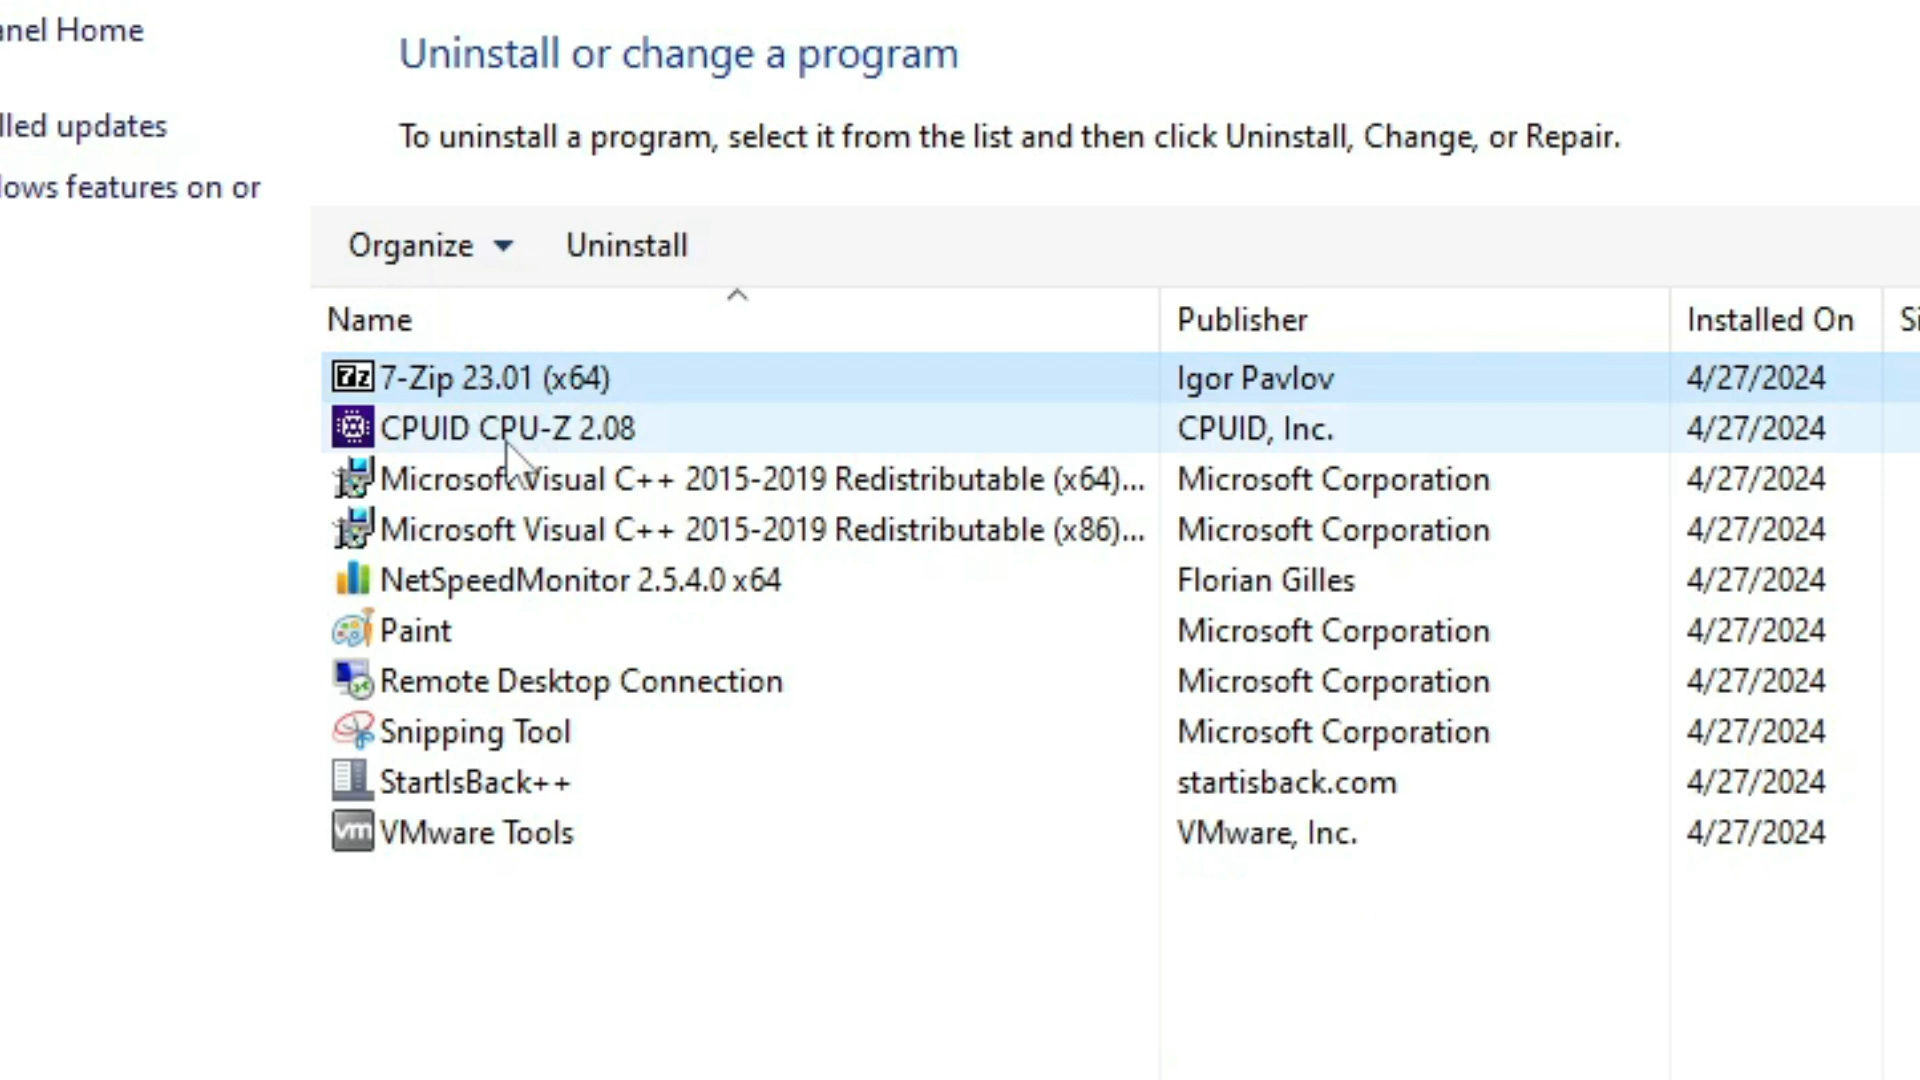 anel Home
lled updates
lows features on or
Uninstall or change a program
To uninstall a program, select it from the list and then click Uninstall, Change, or Repair.
Organize Uninstall
Name Publisher Installed On Si
7-Zip 23.01 (x64) Igor Pavlov 4/27/2024
CPUID CPU-Z 2.08 CPUID, Inc. 4/27/2024
Microsoft Visual C++ 2015-2019 Redistributable (x64)... Microsoft Corporation 4/27/2024
Microsoft Visual C++ 2015-2019 Redistributable (x86)... Microsoft Corporation 4/27/2024
NetSpeedMonitor 2.5.4.0 x64 Florian Gilles 4/27/2024
Paint Microsoft Corporation 4/27/2024
Remote Desktop Connection Microsoft Corporation 4/27/2024
Snipping Tool Microsoft Corporation 4/27/2024
StartIsBack++ startisback.com 4/27/2024
vm VMware Tools VMware, Inc. 4/27/2024